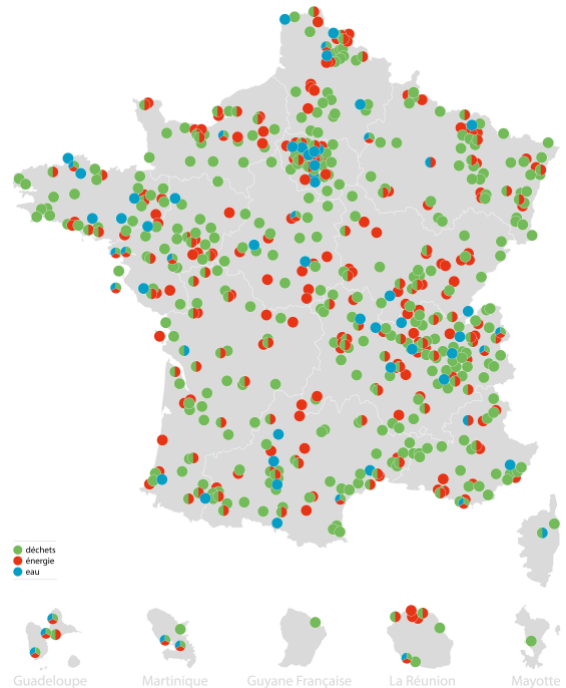 déchets
énergie
eau
Guadeloupe
Martinique
Guyane Française
La Réunion
Mayotte